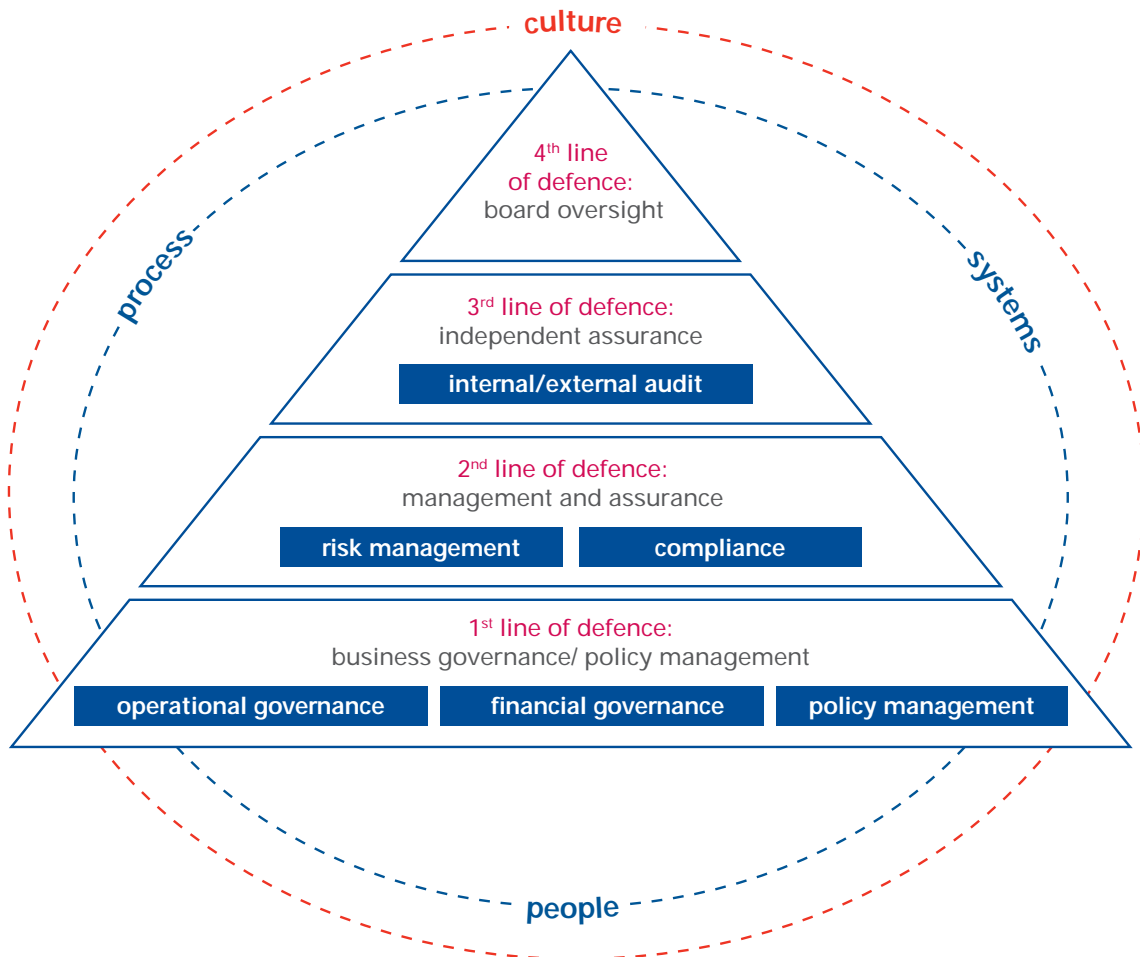 culture
4th line
of defence:
board oversight
process
systems
3rd line of defence:
independent assurance
internal/external audit
2nd line of defence:
management and assurance
risk management
compliance
1st line of defence:
business governance/ policy management
operational governance
financial governance
policy management
people